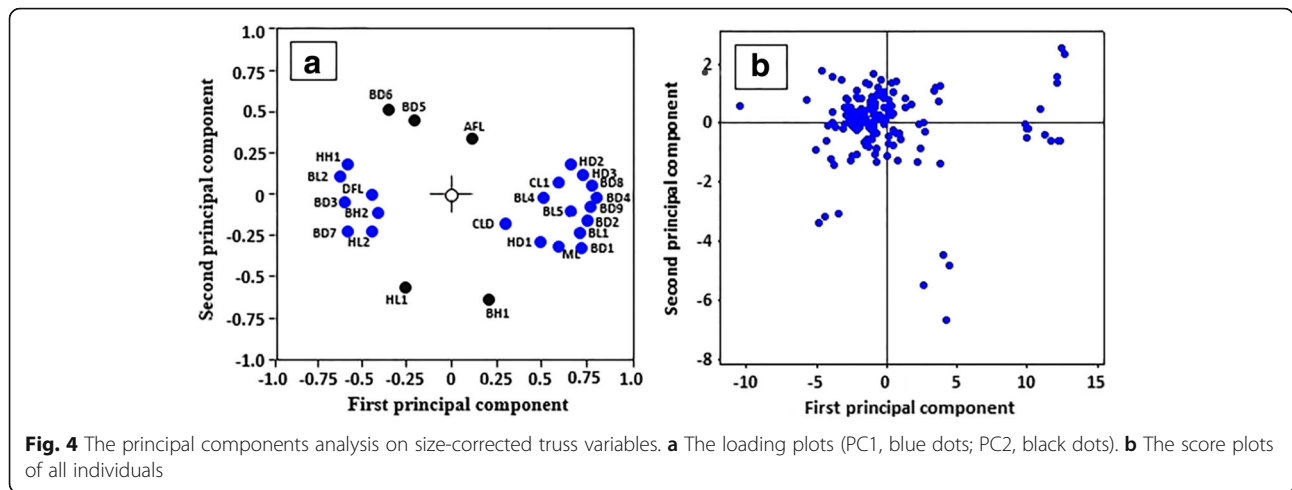 a
1.0
0.75
0.5
0.25
0
-0.25
-0.5
-0.75
-1.0
Second principal component
BD6
BD5
AFL
HH1
BL2
DFL
BD3
BH2
BD7
HL2
HL1
BH1
HD2
HD3
CL1
BD8
BL4
BD4
BL5
BD9
CLD
BD2
BL1
HD1
ML
BD1
-1.0 -0.75 -0.5 -0.25 0 0.25 0.5 0.75 1.0
First principal component
b
2
0
-2
-4
-6
-8
Second principal component
-10 -5 0 5 10 15
First principal component
Fig. 4 The principal components analysis on size-corrected truss variables. a The loading plots (PC1, blue dots; PC2, black dots). b The score plots
of all individuals